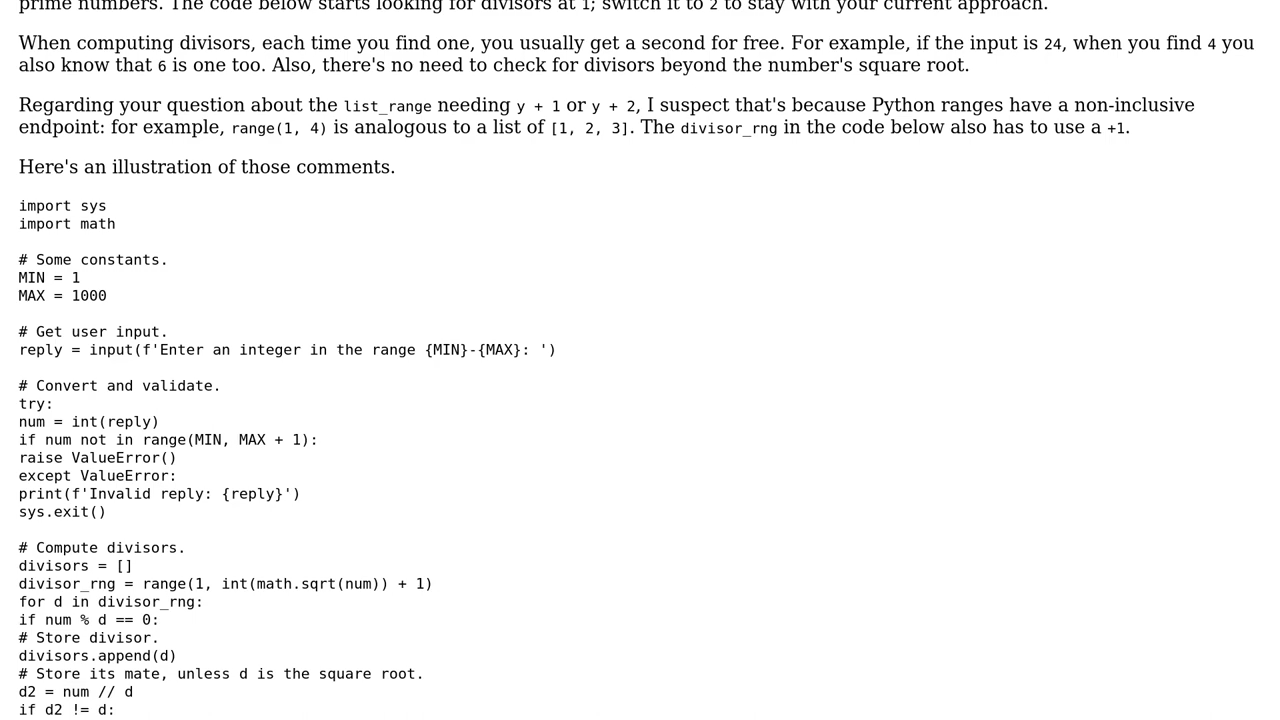 prime numbers. The code below starts looking for divisors at 1; switch it to 2 to stay with your current approach.
When computing divisors, each time you find one, you usually get a second for free. For example, if the input is 24, when you find 4 you
also know that 6 is one too. Also, there's no need to check for divisors beyond the number's square root.
Regarding your question about the list_range needing y + 1 or y + 2, I suspect that's because Python ranges have a non-inclusive
endpoint: for example, range(1, 4) is analogous to a list of [1, 2, 3]. The divisor_rng in the code below also has to use a +1.
Here's an illustration of those comments.
import sys
import math
# Some constants.
MIN = 1
MAX = 1000
# Get user input.
reply = input(f'Enter an integer in the range {MIN}-{MAX}: ')
# Convert and validate.
try:
num = int(reply)
if num not in range(MIN, MAX + 1):
raise ValueError()
except ValueError:
print(f'Invalid reply: {reply}')
sys.exit()
# Compute divisors.
divisors = []
divisor_rng = range(1, int(math.sqrt(num)) + 1)
for d in divisor_rng:
if num % d == 0:
# Store divisor.
divisors.append(d)
# Store its mate, unless d is the square root.
d2 = num // d
if d2 != d: